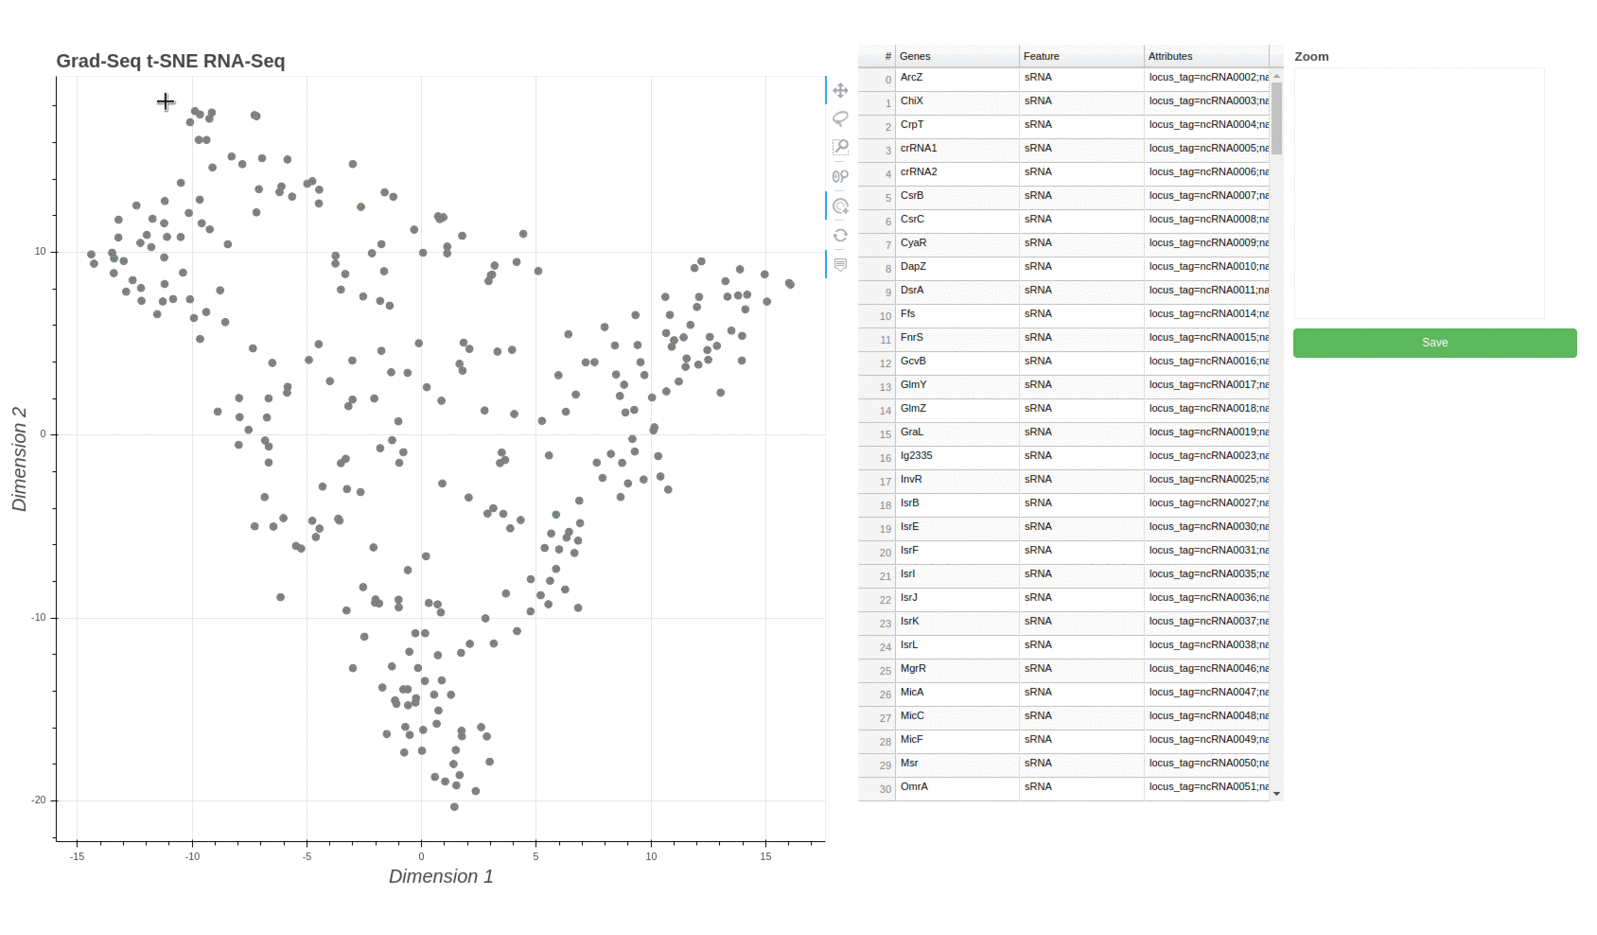 Grad-Seq t-SNE RNA-Seq
10
0
-10
-20
Dimension 2
-15 -10 -5 0 5 10 15
Dimension 1
# Genes Feature Attributes
0 ArcZ sRNA locus_tag=ncRNA0002;na
1 ChiX sRNA locus_tag=ncRNA0003;na
2 CrpT sRNA locus_tag=ncRNA0004;na
3 crRNA1 sRNA locus_tag=ncRNA0005;na
4 crRNA2 sRNA locus_tag=ncRNA0006;na
5 CsrB sRNA locus_tag=ncRNA0007;na
6 CsrC sRNA locus_tag=ncRNA0008;na
7 CyaR sRNA locus_tag=ncRNA0009;na
8 DapZ sRNA locus_tag=ncRNA0010;na
9 DsrA sRNA locus_tag=ncRNA0011;na
10 Ffs sRNA locus_tag=ncRNA0014;na
11 FnrS sRNA locus_tag=ncRNA0015;na
12 GcvB sRNA locus_tag=ncRNA0016;na
13 GlmY sRNA locus_tag=ncRNA0017;na
14 GlmZ sRNA locus_tag=ncRNA0018;na
15 GraL sRNA locus_tag=ncRNA0019;na
16 Ig2335 sRNA locus_tag=ncRNA0023;na
17 InvR sRNA locus_tag=ncRNA0025;na
18 IsrB sRNA locus_tag=ncRNA0027;na
19 IsrE sRNA locus_tag=ncRNA0030;na
20 IsrF sRNA locus_tag=ncRNA0031;na
21 IsrI sRNA locus_tag=ncRNA0035;na
22 IsrJ sRNA locus_tag=ncRNA0036;na
23 IsrK sRNA locus_tag=ncRNA0037;na
24 IsrL sRNA locus_tag=ncRNA0038;na
25 MgrR sRNA locus_tag=ncRNA0046;na
26 MicA sRNA locus_tag=ncRNA0047;na
27 MicC sRNA locus_tag=ncRNA0048;na
28 MicF sRNA locus_tag=ncRNA0049;na
29 Msr sRNA locus_tag=ncRNA0050;na
30 OmrA sRNA locus_tag=ncRNA0051;na
Zoom
Save